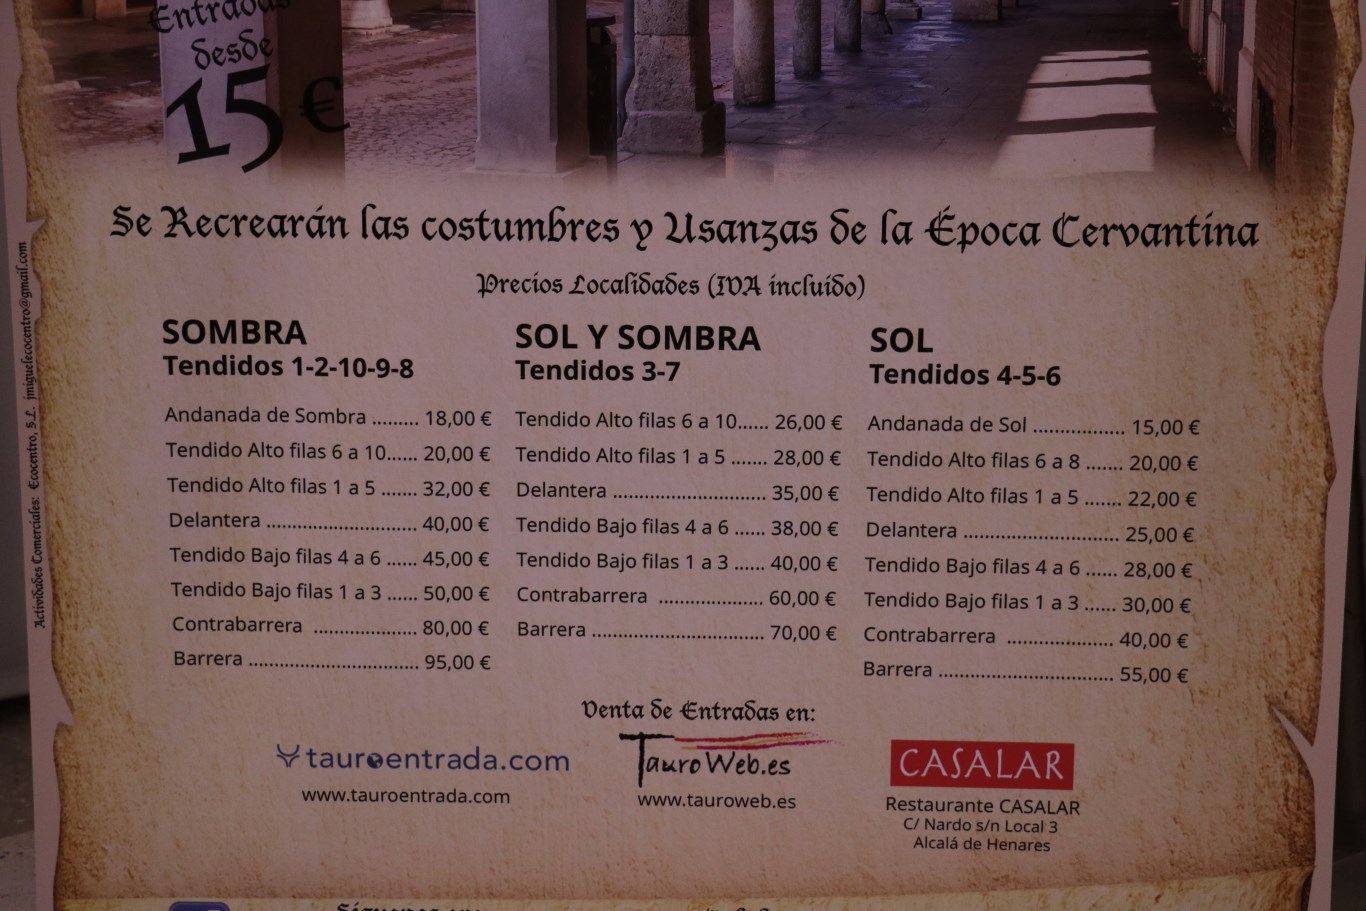 Entradas
desde
15 €
Se Recrearán las costumbres y Usanzas de la Época Cervantina
Precios Localidades (IVA incluido)
SOMBRA
Tendidos 1-2-10-9-8
Andanada de Sombra ......... 18,00 €
Tendido Alto filas 6 a 10...... 20,00 €
Tendido Alto filas 1 a 5 ....... 32,00 €
Delantera ............................. 40,00 €
Tendido Bajo filas 4 a 6 ...... 45,00 €
Tendido Bajo filas 1 a 3 ...... 50,00 €
Contrabarrera .................... 80,00 €
Barrera ................................. 95,00 €
SOL Y SOMBRA
Tendidos 3-7
Tendido Alto filas 6 a 10...... 26,00 €
Tendido Alto filas 1 a 5 ....... 28,00 €
Delantera ............................. 35,00 €
Tendido Bajo filas 4 a 6 ...... 38,00 €
Tendido Bajo filas 1 a 3 ...... 40,00 €
Contrabarrera .................... 60,00 €
Barrera ................................. 70,00 €
SOL
Tendidos 4-5-6
Andanada de Sol .................. 15,00 €
Tendido Alto filas 6 a 8 ....... 20,00 €
Tendido Alto filas 1 a 5 ....... 22,00 €
Delantera .............................. 25,00 €
Tendido Bajo filas 4 a 6 ...... 28,00 €
Tendido Bajo filas 1 a 3 ...... 30,00 €
Contrabarrera ..................... 40,00 €
Barrera .................................. 55,00 €
Venta de Entradas en:
tauroentrada.com
www.tauroentrada.com
TauroWeb.es
www.tauroweb.es
CASALAR
Restaurante CASALAR
C/ Nardo s/n Local 3
Alcalá de Henares
Actividades Comerciales: Ecocentro, S.L. jmiguelecocentro@gmail.com